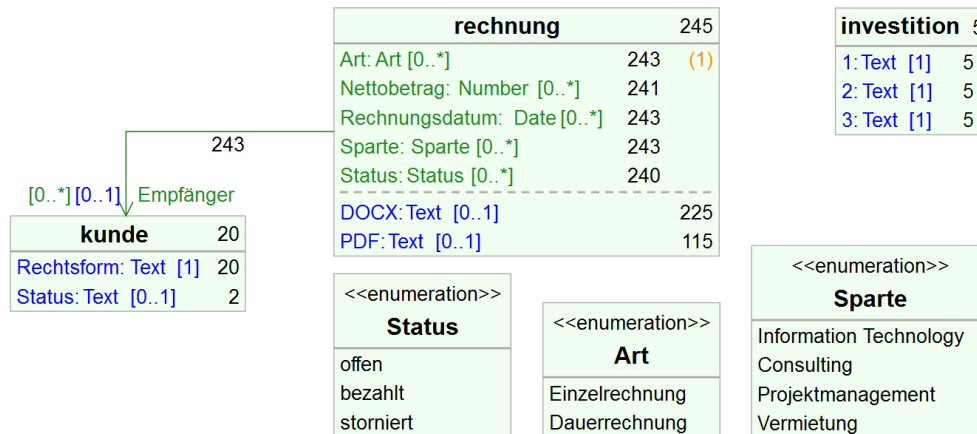 rechnung 245
Art: Art [0..*] 243 (1)
Nettobetrag: Number [0..*] 241
Rechnungsdatum: Date [0..*] 243
Sparte: Sparte [0..*] 243
Status: Status [0..*] 240
DOCX: Text [0..1] 225
PDF: Text [0..1] 115
investition 5
1: Text [1] 5
2: Text [1] 5
3: Text [1] 5
243
[0..*] [0..1] Empfänger
kunde 20
Rechtsform: Text [1] 20
Status: Text [0..1] 2
<<enumeration>>
Status
offen
bezahlt
storniert
<<enumeration>>
Art
Einzelrechnung
Dauerrechnung
<<enumeration>>
Sparte
Information Technology
Consulting
Projektmanagement
Vermietung